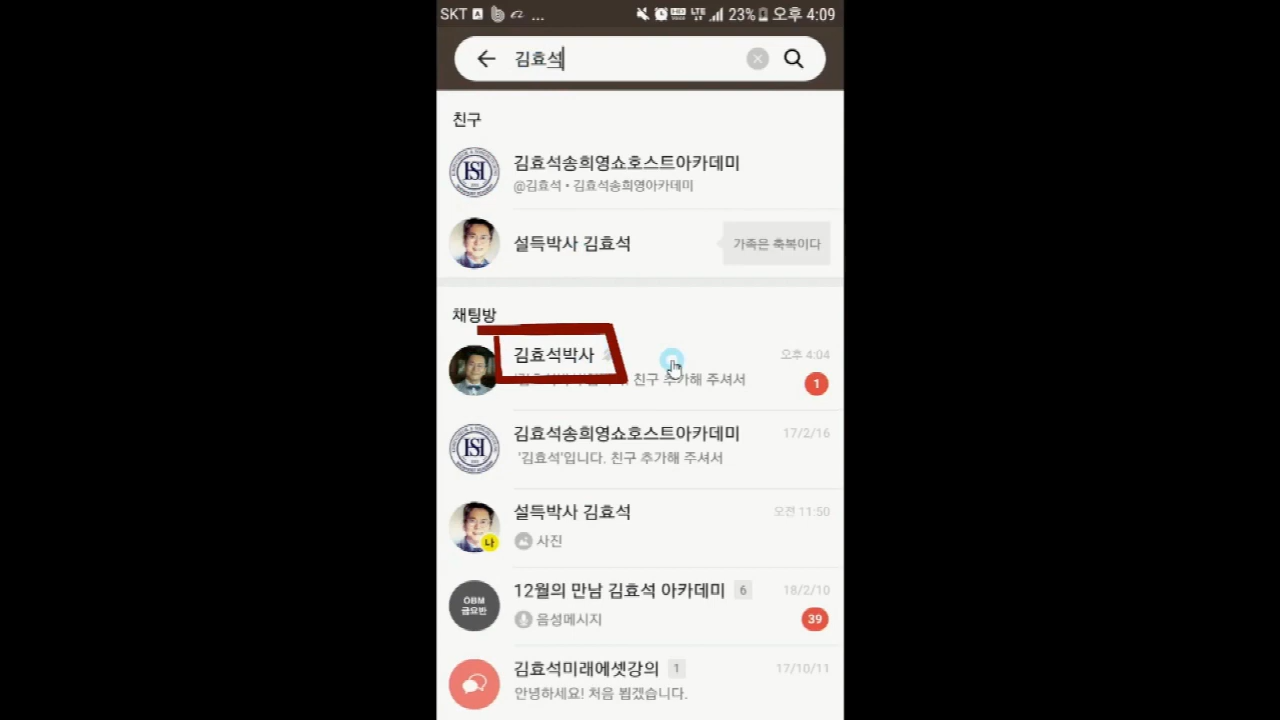 SKT ... 23% 오후 4:09
김효석
친구
김효석송희영쇼호스트아카데미
@김효석 • 김효석송희영아카데미
설득박사 김효석
가족은 축복이다
채팅방
김효석박사
오후 4:04
친구 추가해 주셔서
1
김효석송희영쇼호스트아카데미
17/2/16
'김효석'입니다. 친구 추가해 주셔서
설득박사 김효석
오전 11:50
나
사진
12월의 만남 김효석 아카데미 6
18/2/10
OBM
금요반
음성메시지
39
김효석미래에셋강의 1
17/10/11
안녕하세요! 처음 뵙겠습니다.